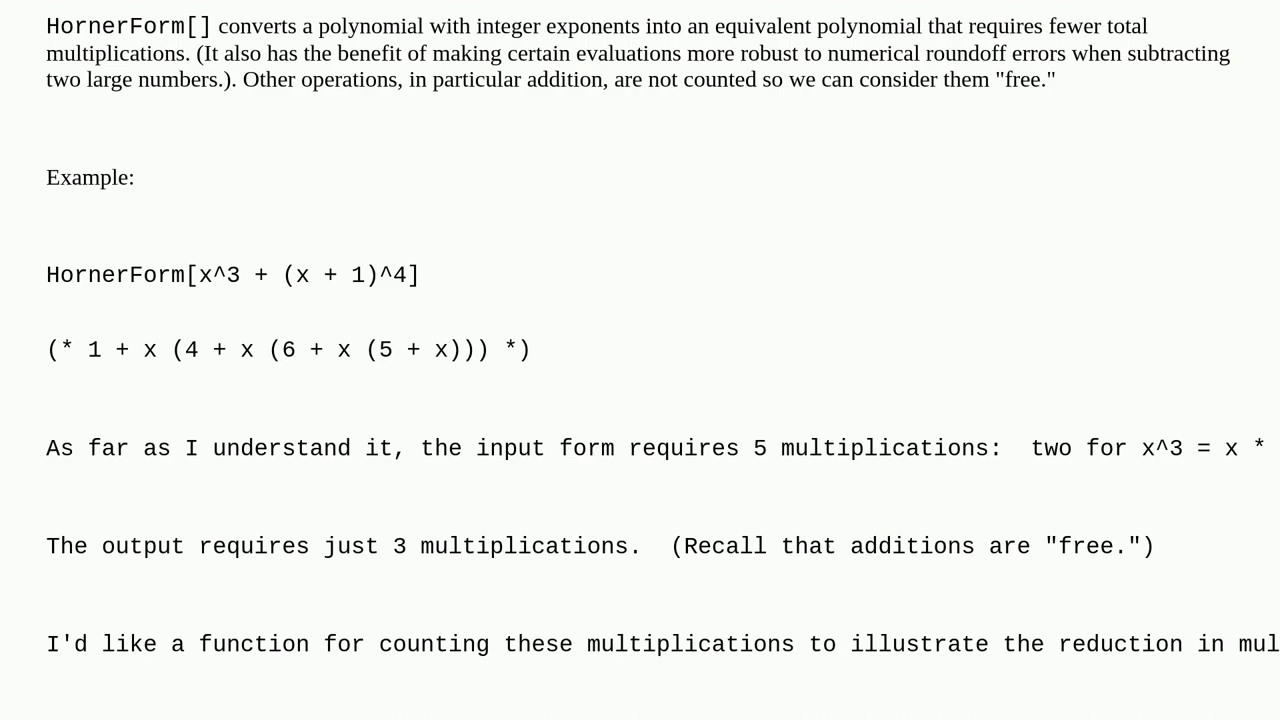 HornerForm[] converts a polynomial with integer exponents into an equivalent polynomial that requires fewer total
multiplications. (It also has the benefit of making certain evaluations more robust to numerical roundoff errors when subtracting
two large numbers.). Other operations, in particular addition, are not counted so we can consider them "free."
Example:
HornerForm[x^3 + (x + 1)^4]
(* 1 + x (4 + x (6 + x (5 + x))) *)
As far as I understand it, the input form requires 5 multiplications:  two for x^3 = x *
The output requires just 3 multiplications.  (Recall that additions are "free.")
I'd like a function for counting these multiplications to illustrate the reduction in mul